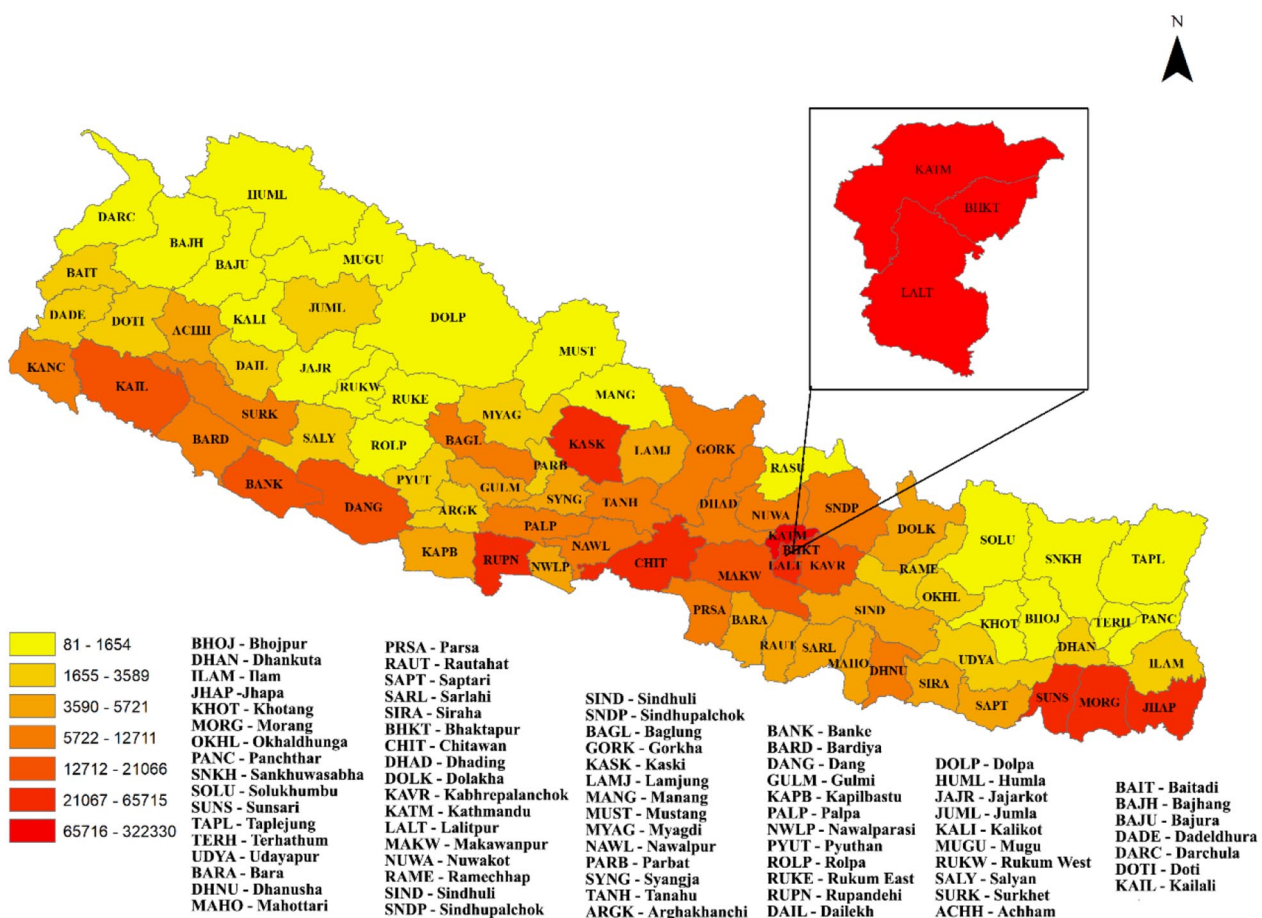 N
KATM
BHKT
LALT
HUML
DARC
BAJH
BAJU
MUGU
BAIT
JUML
DADE
DOTI
ACHH
KALI
DOLP
MUST
KANC
KAIL
DAIL
JAJR
RUKW
RUKE
MANG
SURK
MYAG
BARD
SALY
ROLP
BAGL
KASK
LAMJ
GORK
PARB
RASU
BANK
DANG
PYUT
GULM
SYNG
TANH
DHAD
NUWA
SNDP
ARGK
PALP
DOLK
KATM
BHKT
LALT
KAVR
SOLU
SNKH
TAPL
KAPB
RUPN
NWLP
NAWL
CHIT
MAKW
RAME
OKHL
PRSA
BARA
SIND
KHOT
BHOJ
TERH
PANC
RAUT
SARL
MAHO
DHNU
SIRA
UDYA
DHAN
ILAM
SAPT
SUNS
MORG
JHAP
81 - 1654
1655 - 3589
3590 - 5721
5722 - 12711
12712 - 21066
21067 - 65715
65716 - 322330
BHOJ - Bhojpur
DHAN - Dhankuta
ILAM - Ilam
JHAP - Jhapa
KHOT - Khotang
MORG - Morang
OKHL - Okhaldhunga
PANC - Panchthar
SNKH - Sankhuwasabha
SOLU - Solukhumbu
SUNS - Sunsari
TAPL - Taplejung
TERH - Terhathum
UDYA - Udayapur
BARA - Bara
DHNU - Dhanusha
MAHO - Mahottari
PRSA - Parsa
RAUT - Rautahat
SAPT - Saptari
SARL - Sarlahi
SIRA - Siraha
BHKT - Bhaktapur
CHIT - Chitawan
DHAD - Dhading
DOLK - Dolakha
KAVR - Kabhrepalanchok
KATM - Kathmandu
LALT - Lalitpur
MAKW - Makawanpur
NUWA - Nuwakot
RAME - Ramechhap
SIND - Sindhuli
SNDP - Sindhupalchok
SIND - Sindhuli
SNDP - Sindhupalchok
BAGL - Baglung
GORK - Gorkha
KASK - Kaski
LAMJ - Lamjung
MANG - Manang
MUST - Mustang
MYAG - Myagdi
NAWL - Nawalpur
PARB - Parbat
SYNG - Syangja
TANH - Tanahu
ARGK - Arghakhanchi
BANK - Banke
BARD - Bardiya
DANG - Dang
GULM - Gulmi
KAPB - Kapilbastu
PALP - Palpa
NWLP - Nawalparasi
PYUT - Pyuthan
ROLP - Rolpa
RUKE - Rukum East
RUPN - Rupandehi
DAIL - Dailekh
DOLP - Dolpa
HUML - Humla
JAJR - Jajarkot
JUML - Jumla
KALI - Kalikot
MUGU - Mugu
RUKW - Rukum West
SALY - Salyan
SURK - Surkhet
ACHH - Achham
BAIT - Baitadi
BAJH - Bajhang
BAJU - Bajura
DADE - Dadeldhura
DARC - Darchula
DOTI - Doti
KAIL - Kailali